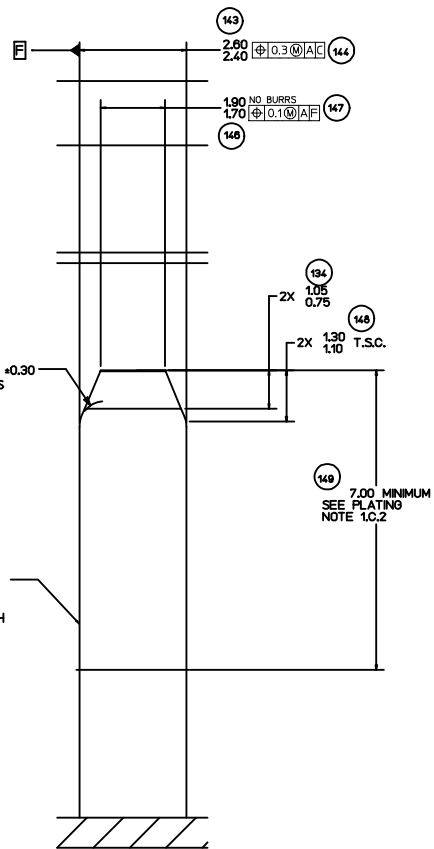 143
F
2.60
2.40 ⌖ 0.3 Ⓜ A C 144
1.90 NO BURRS
1.70 ⌖ 0.1 Ⓜ A F 147
146
134
2X 1.05
0.75
148
2X 1.30 T.S.C.
1.10
±0.30
S
149
7.00 MINIMUM
SEE PLATING
NOTE 1.C.2
H